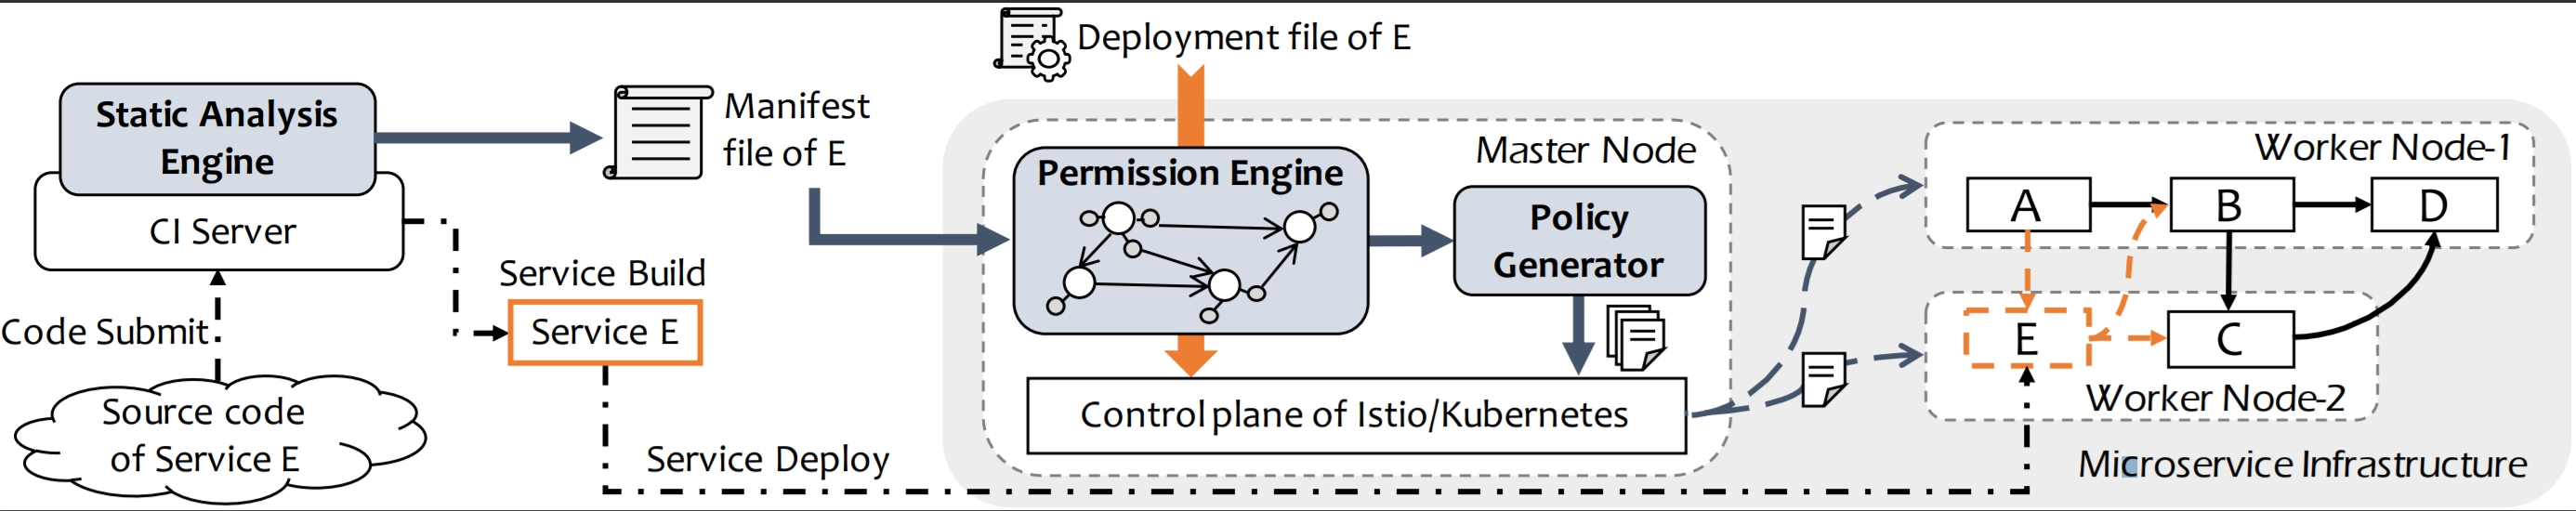 Deployment file of E
Static Analysis
Engine
CI Server
Manifest
file of E
Code Submit
Source code
of Service E
Service Build
Service E
Service Deploy
Master Node
Permission Engine
Policy
Generator
Control plane of Istio/Kubernetes
Worker Node-1
A
B
D
E
C
Worker Node-2
Microservice Infrastructure